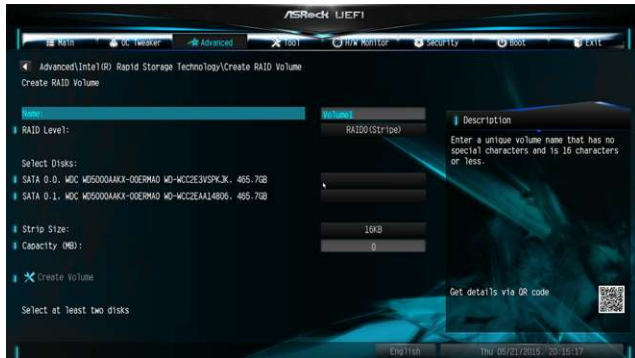 ASRock UEFI
Main OC Tweaker Advanced Tool H/W Monitor Security Boot Exit
Advanced\Intel(R) Rapid Storage Technology\Create RAID Volume
Create RAID Volume
Name: Volume1
RAID Level: RAID0(Stripe)
Select Disks:
SATA 0.0, WDC WD5000AAKX-00ERMA0 WD-WCC2E3VSPKJK, 465.7GB
SATA 0.1, WDC WD5000AAKX-00ERMA0 WD-WCC2EAA14806, 465.7GB
Strip Size: 16KB
Capacity (MB): 0
Create Volume
Select at least two disks
Description
Enter a unique volume name that has no
special characters and is 16 characters
or less.
Get details via QR code
English Thu 05/21/2015, 20:15:17